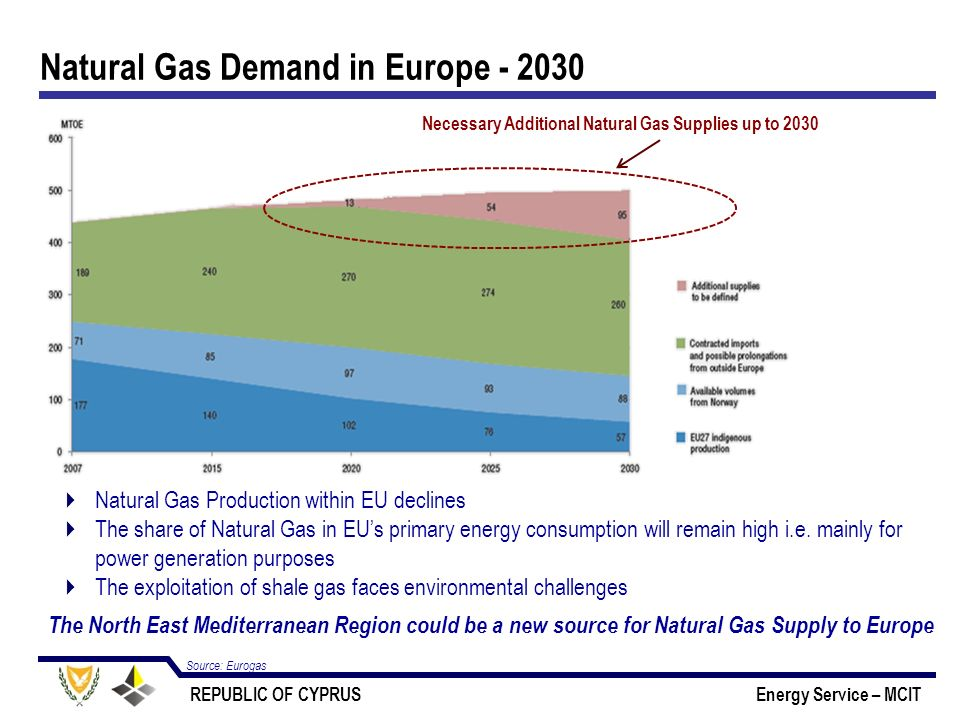 Natural Gas Demand in Europe - 2030
Necessary Additional Natural Gas Supplies up to 2030
MTOE
600
500
400
300
200
100
0
13
54
95
189
240
270
274
260
71
85
97
93
88
177
140
102
76
57
2007
2015
2020
2025
2030
Additional supplies
to be defined
Contracted imports
and possible prolongations
from outside Europe
Available volumes
from Norway
EU27 indigenous
production
Natural Gas Production within EU declines
The share of Natural Gas in EU’s primary energy consumption will remain high i.e. mainly for
power generation purposes
The exploitation of shale gas faces environmental challenges
The North East Mediterranean Region could be a new source for Natural Gas Supply to Europe
Source: Eurogas
REPUBLIC OF CYPRUS
Energy Service – MCIT